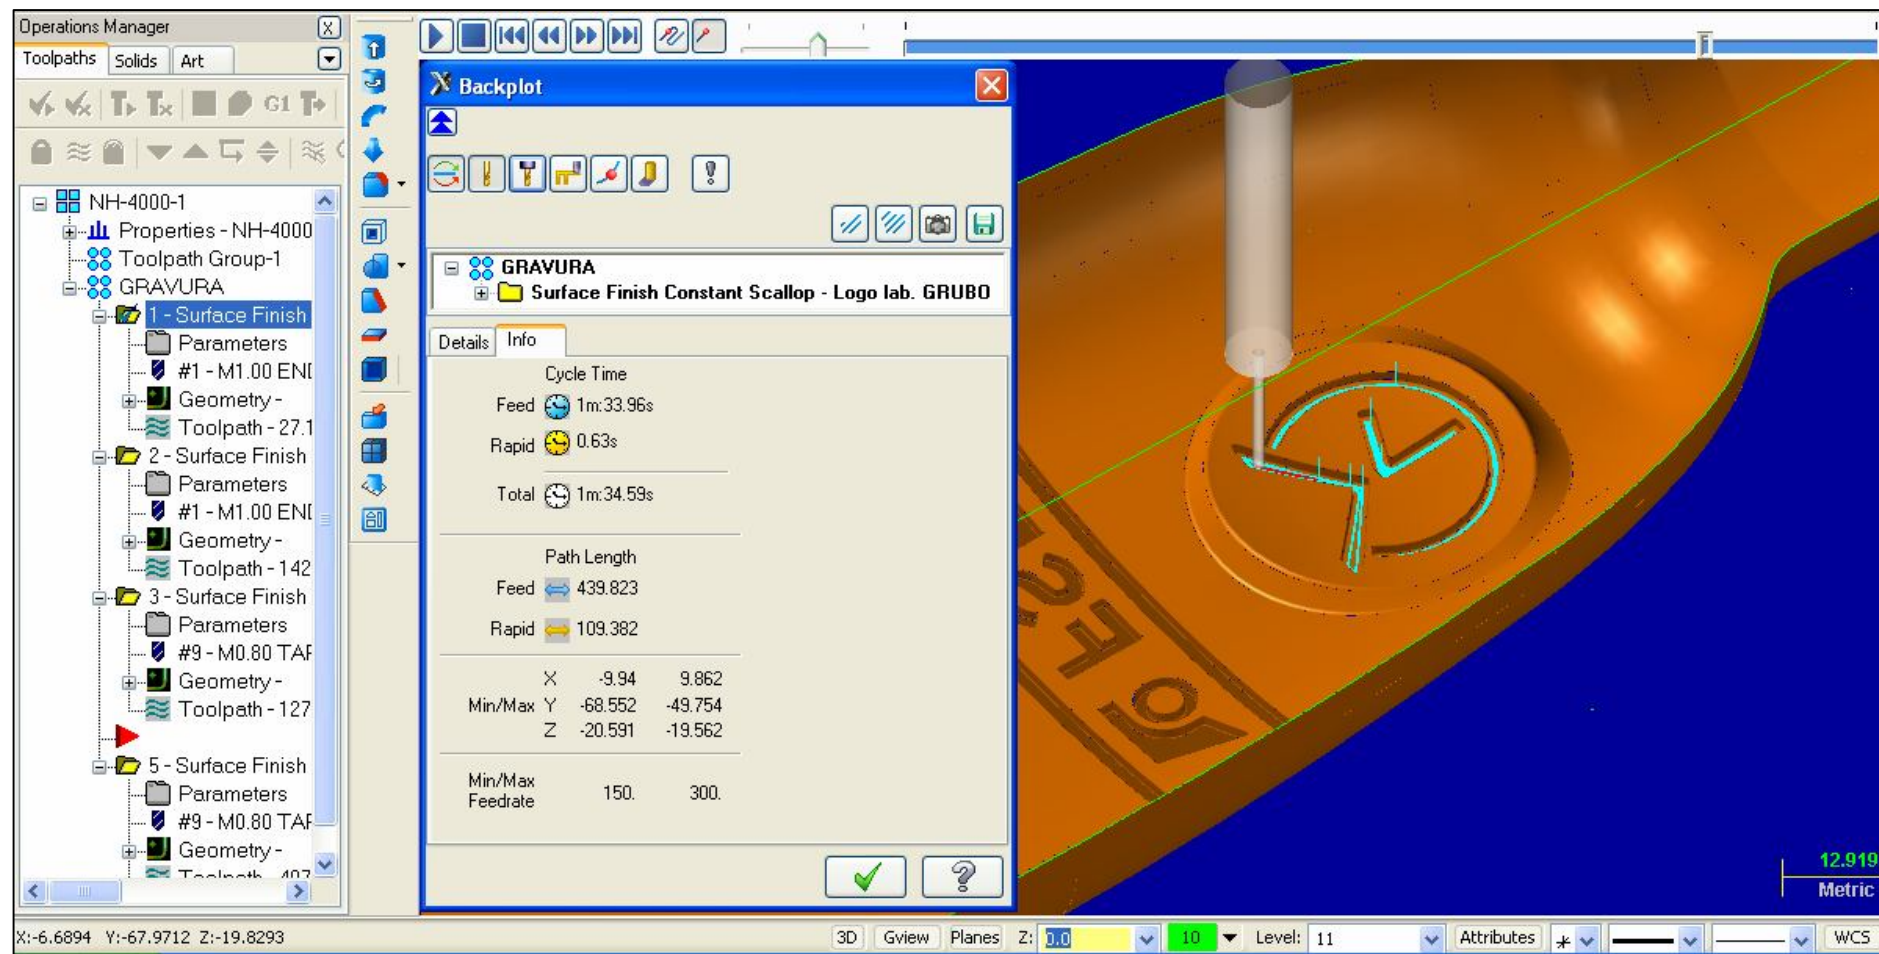 Operations Manager
Toolpaths Solids Art
G1
NH-4000-1
Properties - NH-4000
Toolpath Group-1
GRAVURA
1 - Surface Finish
Parameters
#1 - M1.00 END
Geometry -
Toolpath - 27.1
2 - Surface Finish
Parameters
#1 - M1.00 END
Geometry -
Toolpath - 142
3 - Surface Finish
Parameters
#9 - M0.80 TAP
Geometry -
Toolpath - 127
5 - Surface Finish
Parameters
#9 - M0.80 TAP
Geometry -
Backplot
GRAVURA
Surface Finish Constant Scallop - Logo lab. GRUBO
Details Info
Cycle Time
Feed 1m:33.96s
Rapid 0.63s
Total 1m:34.59s
Path Length
Feed 439.823
Rapid 109.382
X -9.94 9.862
Min/Max Y -68.552 -49.754
Z -20.591 -19.562
Min/Max
Feedrate 150. 300.
12.919
Metric
X:-6.6894 Y:-67.9712 Z:-19.8293
3D Gview Planes Z: 0.0 10 Level: 11 Attributes WCS